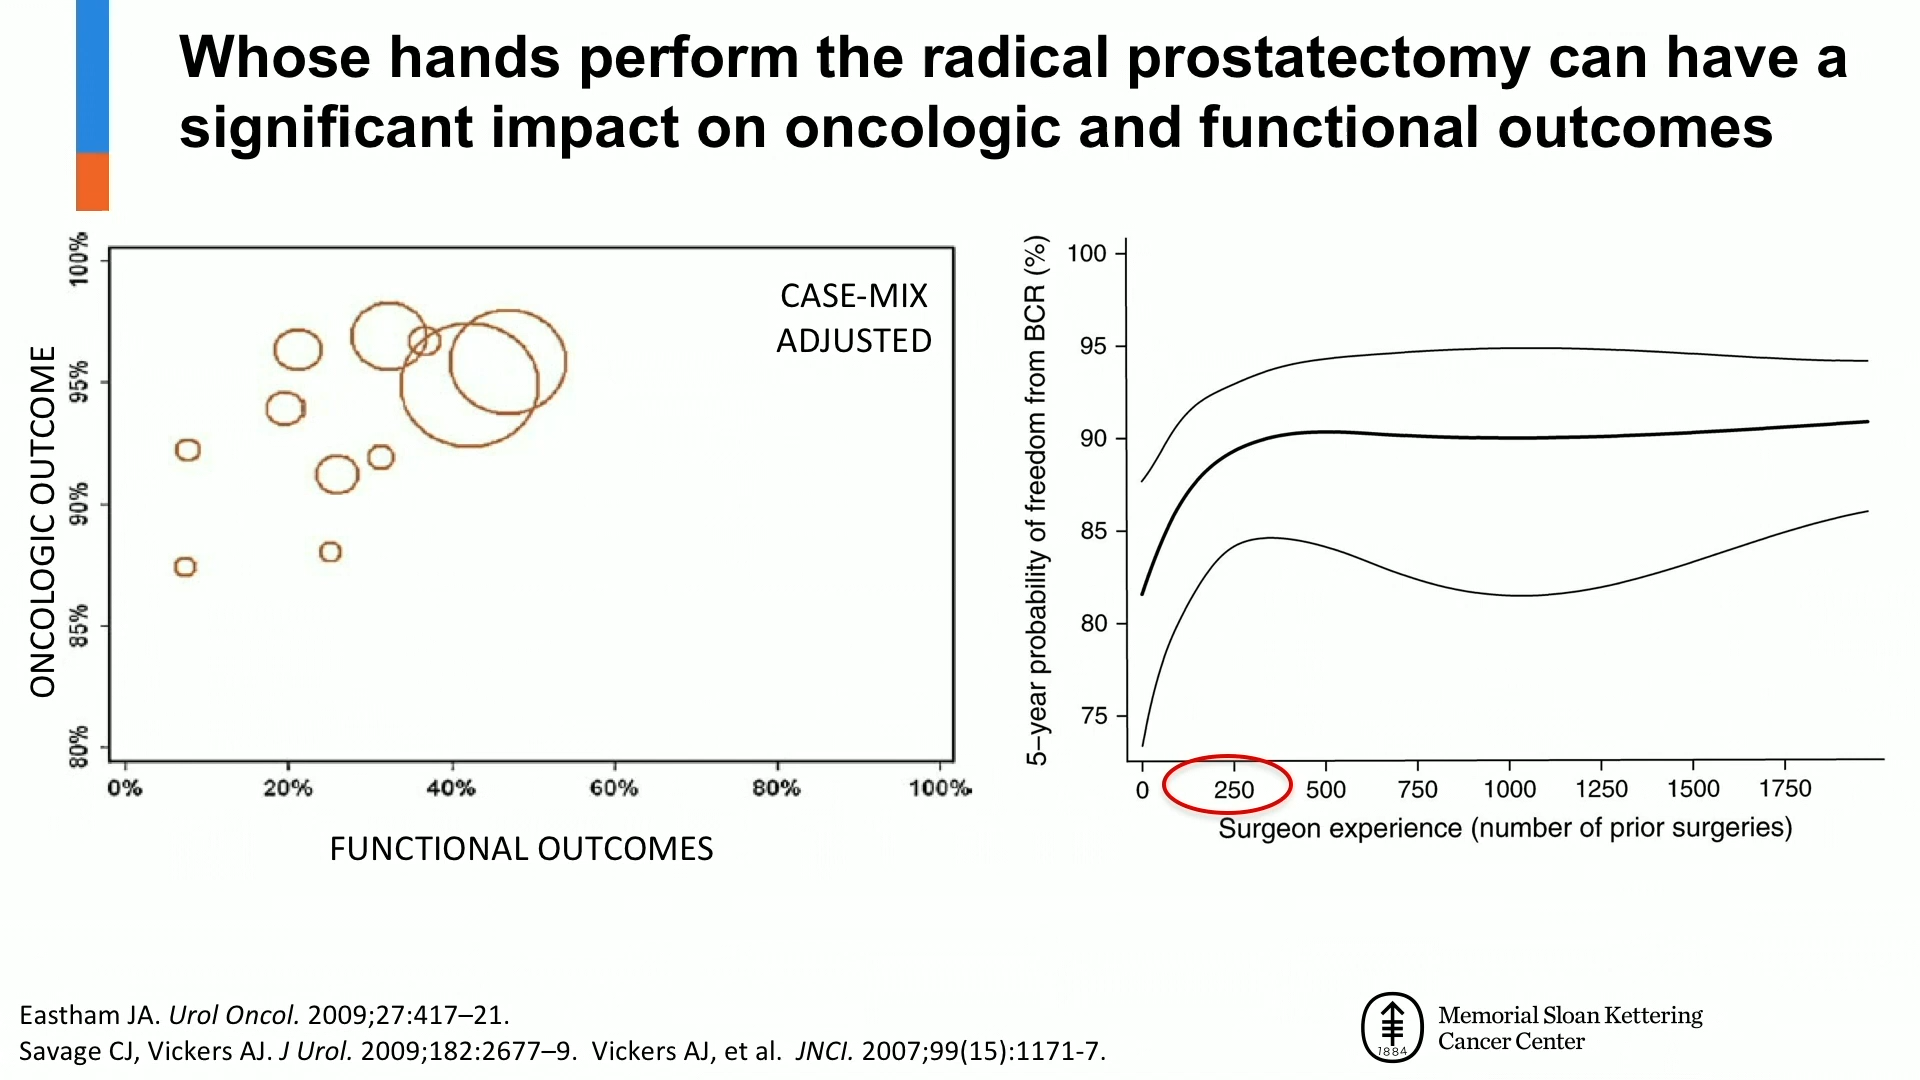 Whose hands perform the radical prostatectomy can have a
significant impact on oncologic and functional outcomes
ONCOLOGIC OUTCOME
100%
95%
90%
85%
80%
CASE-MIX
ADJUSTED
0% 20% 40% 60% 80% 100%
FUNCTIONAL OUTCOMES
5–year probability of freedom from BCR (%)
100
95
90
85
80
75
0 250 500 750 1000 1250 1500 1750
Surgeon experience (number of prior surgeries)
Eastham JA. Urol Oncol. 2009;27:417–21.
Savage CJ, Vickers AJ. J Urol. 2009;182:2677–9. Vickers AJ, et al. JNCI. 2007;99(15):1171-7.
1884
Memorial Sloan Kettering
Cancer Center